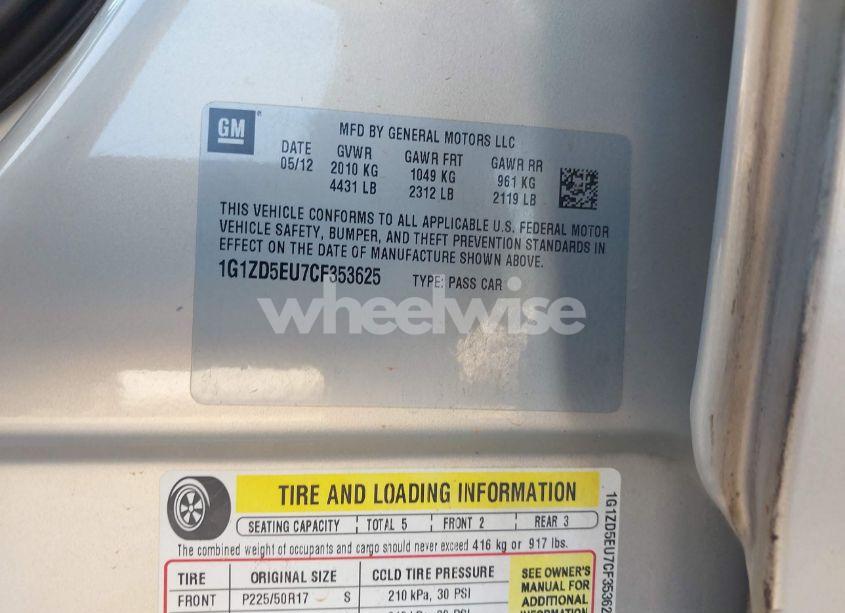 GM
MFD BY GENERAL MOTORS LLC
DATE GVWR GAWR FRT GAWR RR
05/12 2010 KG 1049 KG 961 KG
4431 LB 2312 LB 2119 LB
THIS VEHICLE CONFORMS TO ALL APPLICABLE U.S. FEDERAL MOTOR
VEHICLE SAFETY, BUMPER, AND THEFT PREVENTION STANDARDS IN
EFFECT ON THE DATE OF MANUFACTURE SHOWN ABOVE.
1G1ZD5EU7CF353625 TYPE: PASS CAR
wheelwise
TIRE AND LOADING INFORMATION
SEATING CAPACITY TOTAL 5 FRONT 2 REAR 3
The combined weight of occupants and cargo should never exceed 416 kg or 917 lbs.
TIRE ORIGINAL SIZE CCLD TIRE PRESSURE
FRONT P225/50R17 S 210 kPa, 30 PSI
SEE OWNER'S
MANUAL FOR
ADDITIONAL
INFORMATION
1G1ZD5EU7CF35362